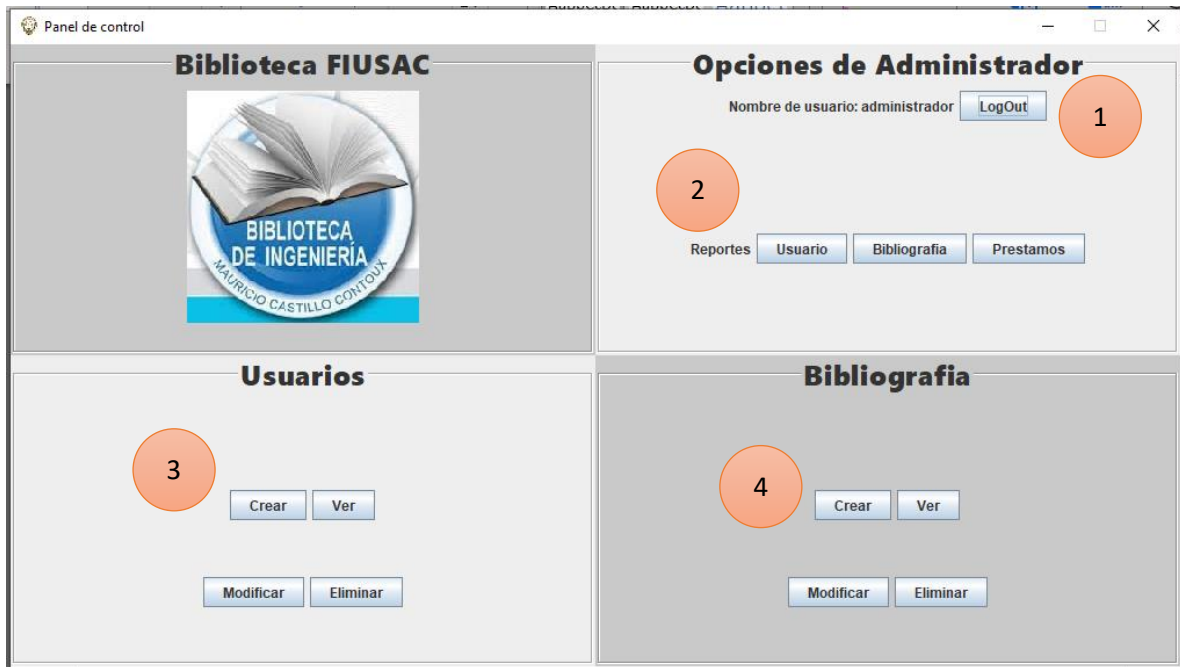 Panel de control
Biblioteca FIUSAC
BIBLIOTECA
DE INGENIERÍA
MAURICIO CASTILLO CONTOUX
Opciones de Administrador
Nombre de usuario: administrador LogOut
1
2
Reportes Usuario Bibliografia Prestamos
Usuarios
3
Crear Ver
Modificar Eliminar
Bibliografia
4
Crear Ver
Modificar Eliminar